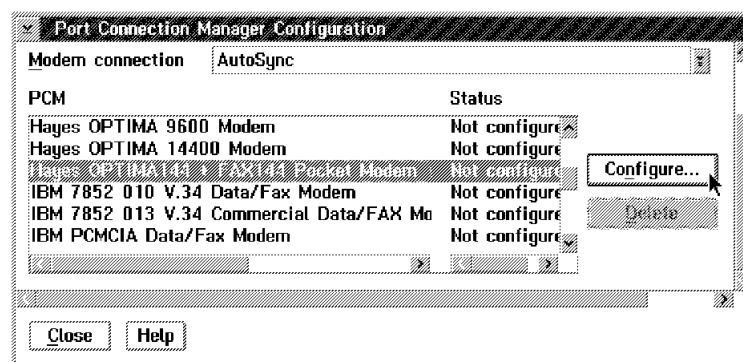 Port Connection Manager Configuration
Modem connection AutoSync
PCM Status
Hayes OPTIMA 9600 Modem Not configure
Hayes OPTIMA 14400 Modem Not configure
Hayes OPTIMA144 + FAX144 Pocket Modem Not configure
IBM 7852 010 V.34 Data/Fax Modem Not configure
IBM 7852 013 V.34 Commercial Data/FAX Mo Not configure
IBM PCMCIA Data/Fax Modem Not configure
Configure...
Delete
Close Help